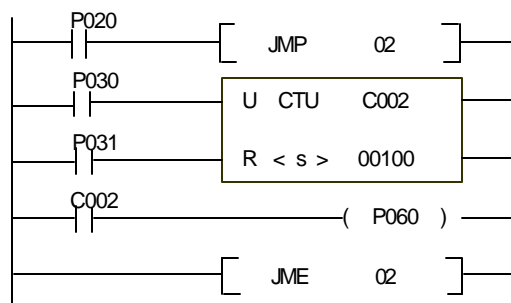 P020
JMP 02
P030
U CTU C002
P031
R < s > 00100
C002
( P060 )
JME 02